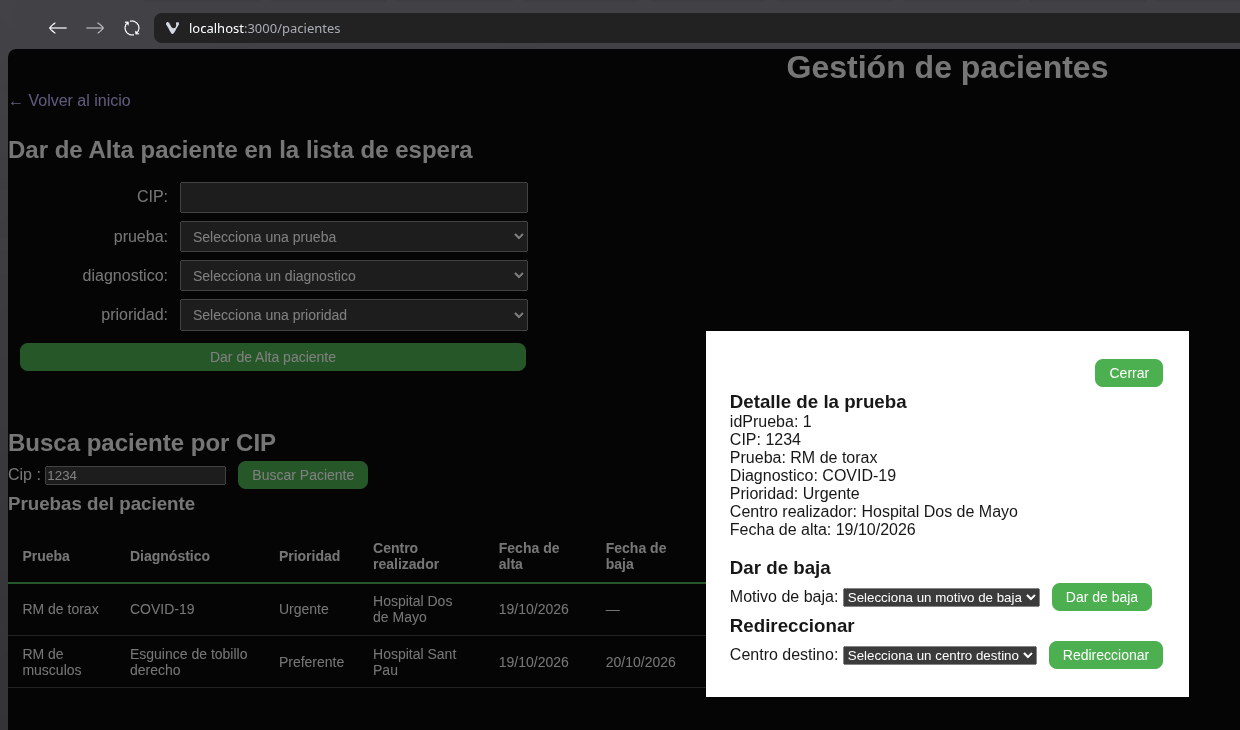 localhost:3000/pacientes
Gestión de pacientes
← Volver al inicio
Dar de Alta paciente en la lista de espera
CIP:
prueba: Selecciona una prueba
diagnostico: Selecciona un diagnostico
prioridad: Selecciona una prioridad
Dar de Alta paciente
Busca paciente por CIP
Cip : 1234 Buscar Paciente
Pruebas del paciente
Prueba Diagnóstico Prioridad Centro realizador Fecha de alta Fecha de baja
RM de torax COVID-19 Urgente Hospital Dos de Mayo 19/10/2026 —
RM de musculos Esguince de tobillo derecho Preferente Hospital Sant Pau 19/10/2026 20/10/2026
Cerrar
Detalle de la prueba
idPrueba: 1
CIP: 1234
Prueba: RM de torax
Diagnostico: COVID-19
Prioridad: Urgente
Centro realizador: Hospital Dos de Mayo
Fecha de alta: 19/10/2026
Dar de baja
Motivo de baja: Selecciona un motivo de baja Dar de baja
Redireccionar
Centro destino: Selecciona un centro destino Redireccionar